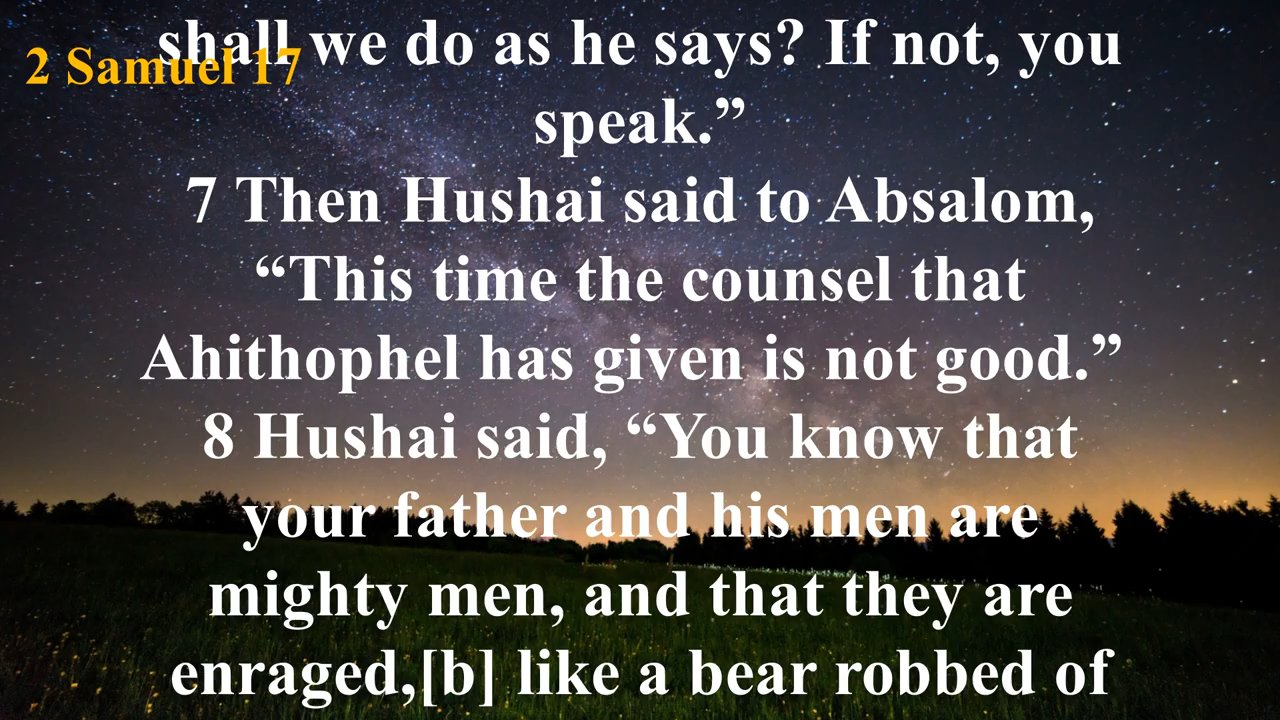 2 Samuel 17
shall we do as he says? If not, you
speak.”
7 Then Hushai said to Absalom,
“This time the counsel that
Ahithophel has given is not good.”
8 Hushai said, “You know that
your father and his men are
mighty men, and that they are
enraged,[b] like a bear robbed of